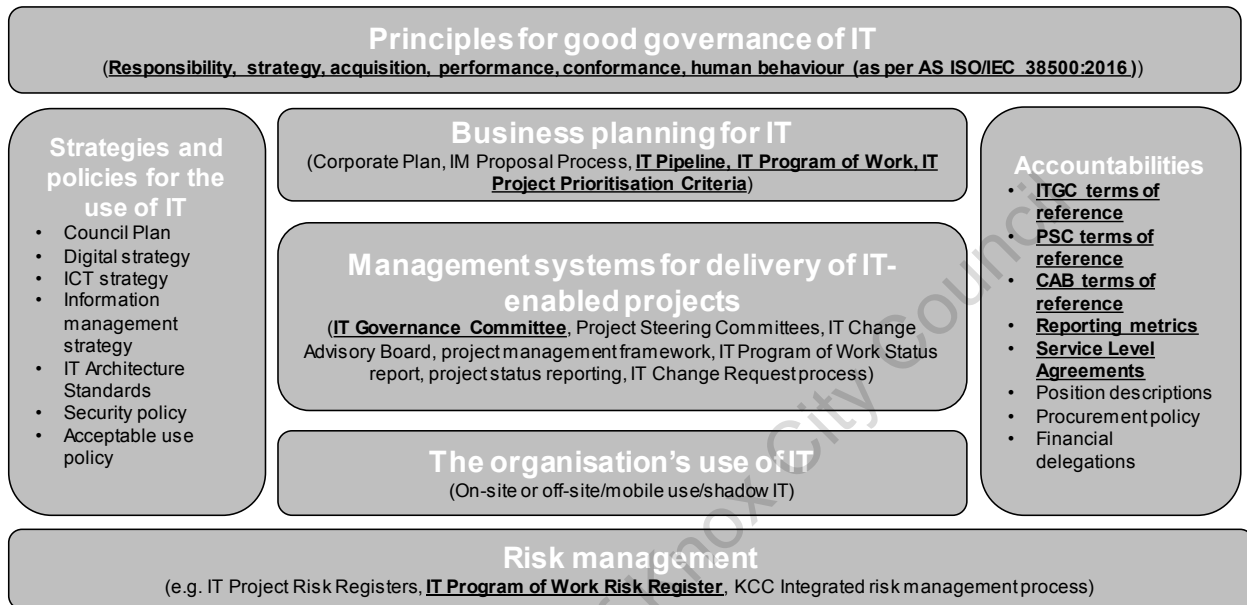 Principles for good governance of IT
(Responsibility, strategy, acquisition, performance, conformance, human behaviour (as per AS ISO/IEC 38500:2016 ))
Strategies and
policies for the
use of IT
• Council Plan
• Digital strategy
• ICT strategy
• Information
management
strategy
• IT Architecture
Standards
• Security policy
• Acceptable use
policy
Business planning for IT
(Corporate Plan, IM Proposal Process, IT Pipeline, IT Program of Work, IT
Project Prioritisation Criteria)
Management systems for delivery of IT-
enabled projects
(IT Governance Committee, Project Steering Committees, IT Change
Advisory Board, project management framework, IT Program of Work Status
report, project status reporting, IT Change Request process)
The organisation's use of IT
(On-site or off-site/mobile use/shadow IT)
Accountabilities
• ITGC terms of
reference
• PSC terms of
reference
• CAB terms of
reference
• Reporting metrics
• Service Level
Agreements
• Position descriptions
• Procurement policy
• Financial
delegations
Risk management
(e.g. IT Project Risk Registers, IT Program of Work Risk Register, KCC Integrated risk management process)
Knox City Council